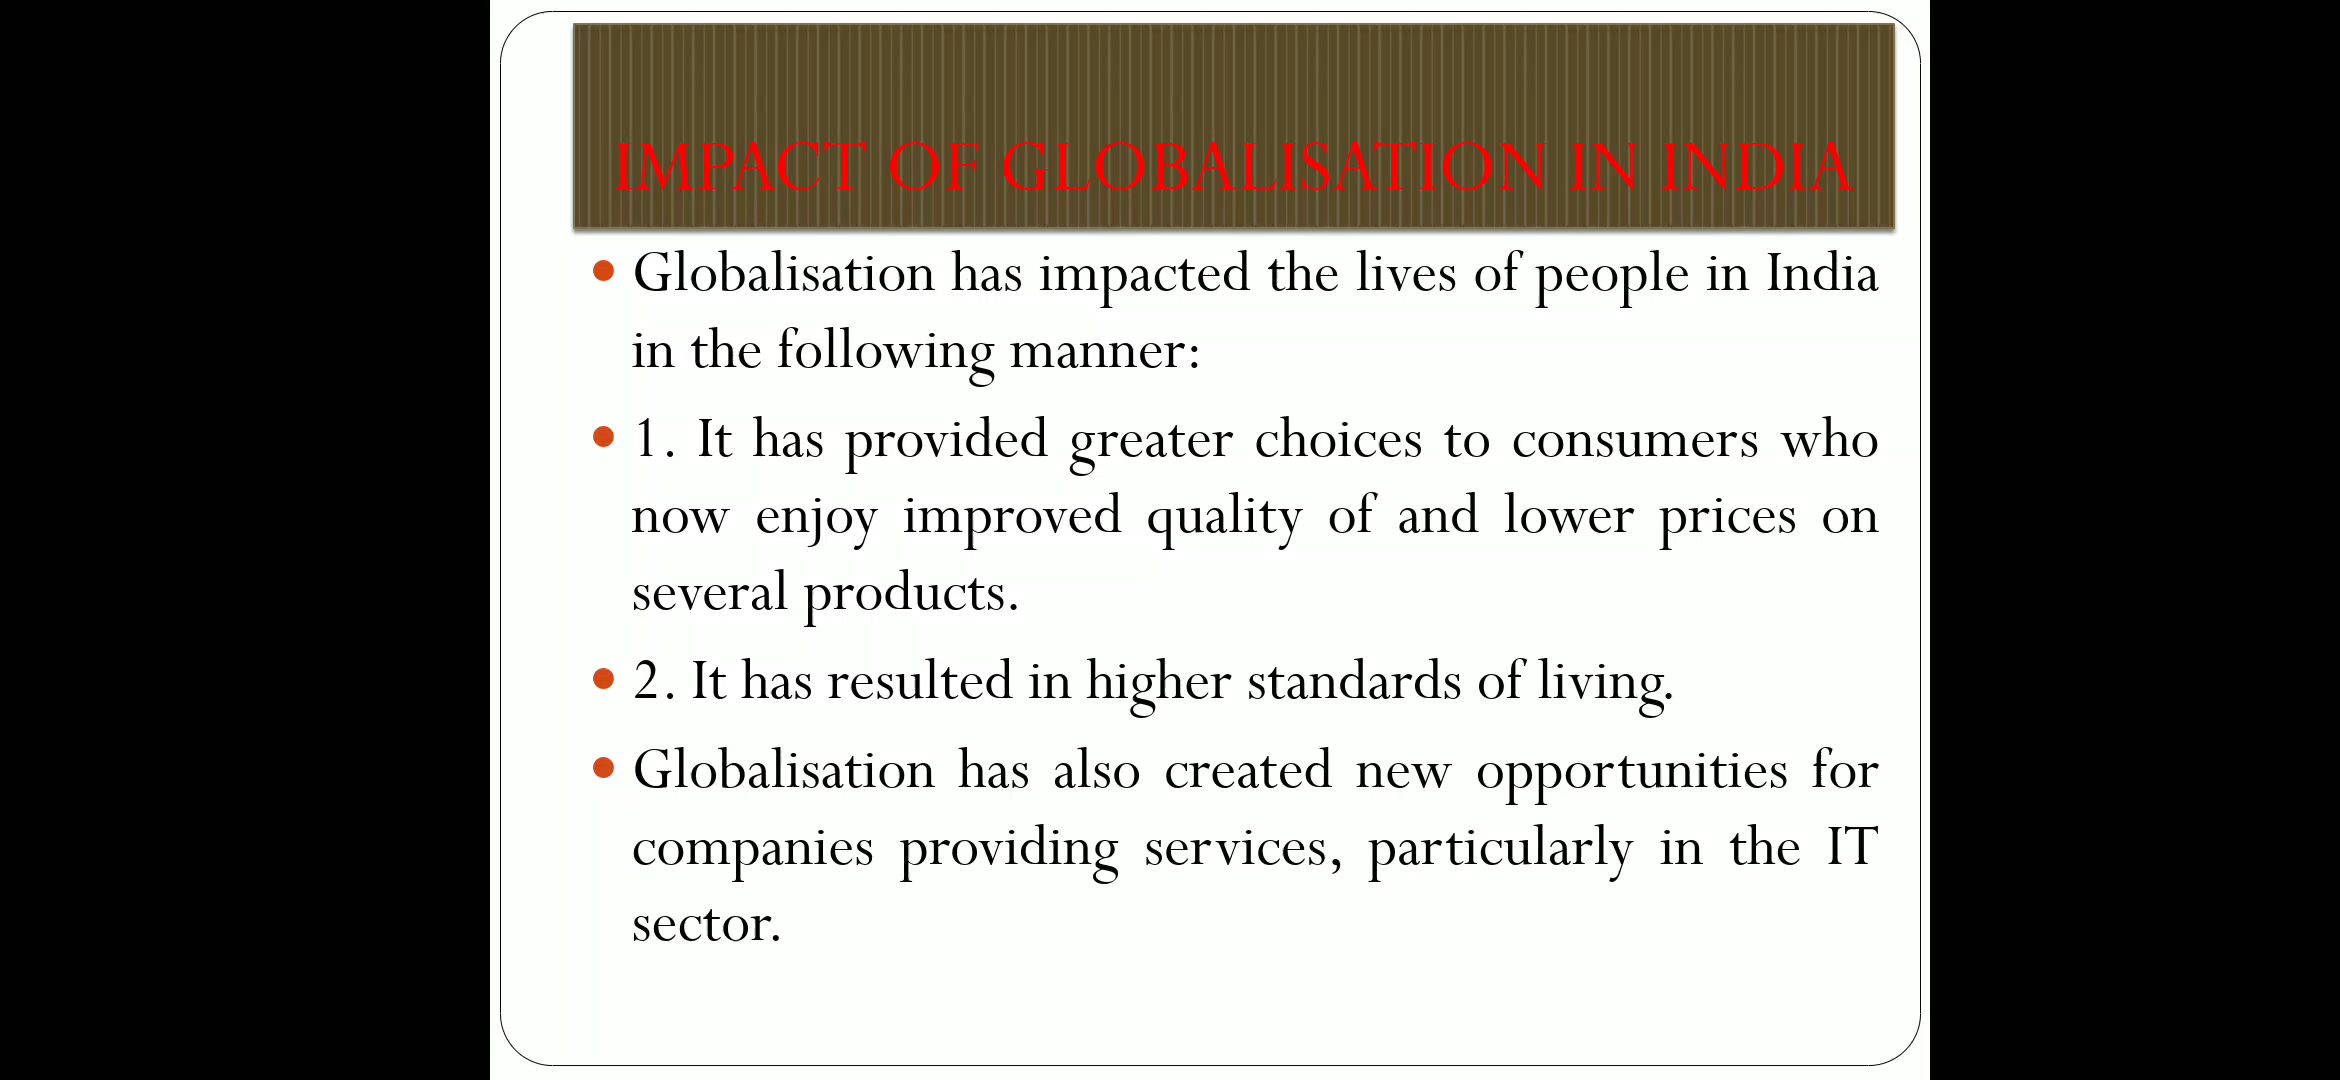 IMPACT OF GLOBALISATION IN INDIA
• Globalisation has impacted the lives of people in India
in the following manner:
• 1. It has provided greater choices to consumers who
now enjoy improved quality of and lower prices on
several products.
• 2. It has resulted in higher standards of living.
• Globalisation has also created new opportunities for
companies providing services, particularly in the IT
sector.